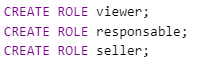 CREATE ROLE viewer;
CREATE ROLE responsable;
CREATE ROLE seller;